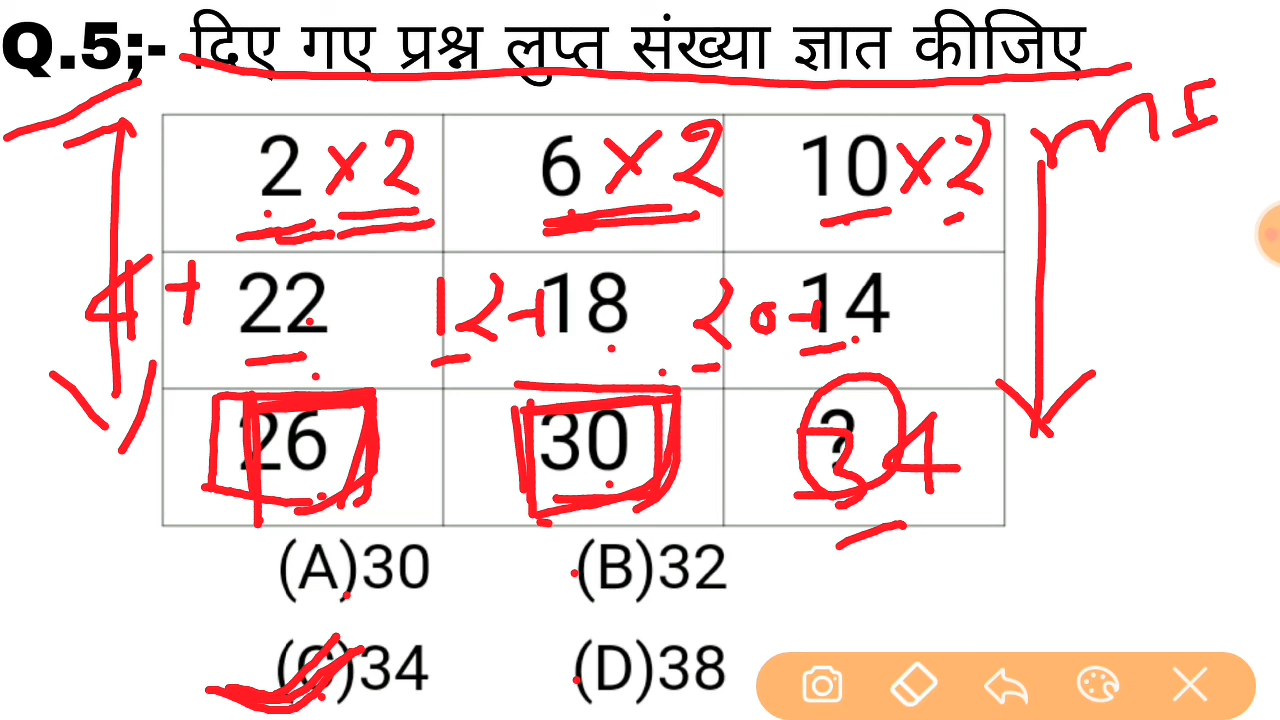 Q.5;- दिए गए प्रश्न लुप्त संख्या ज्ञात कीजिए
2 × 2 6 × 2 10 × 2
4 + 22 12 + 18 20 + 14
26 30 ? 34
(A)30 (B)32
(C)34 (D)38